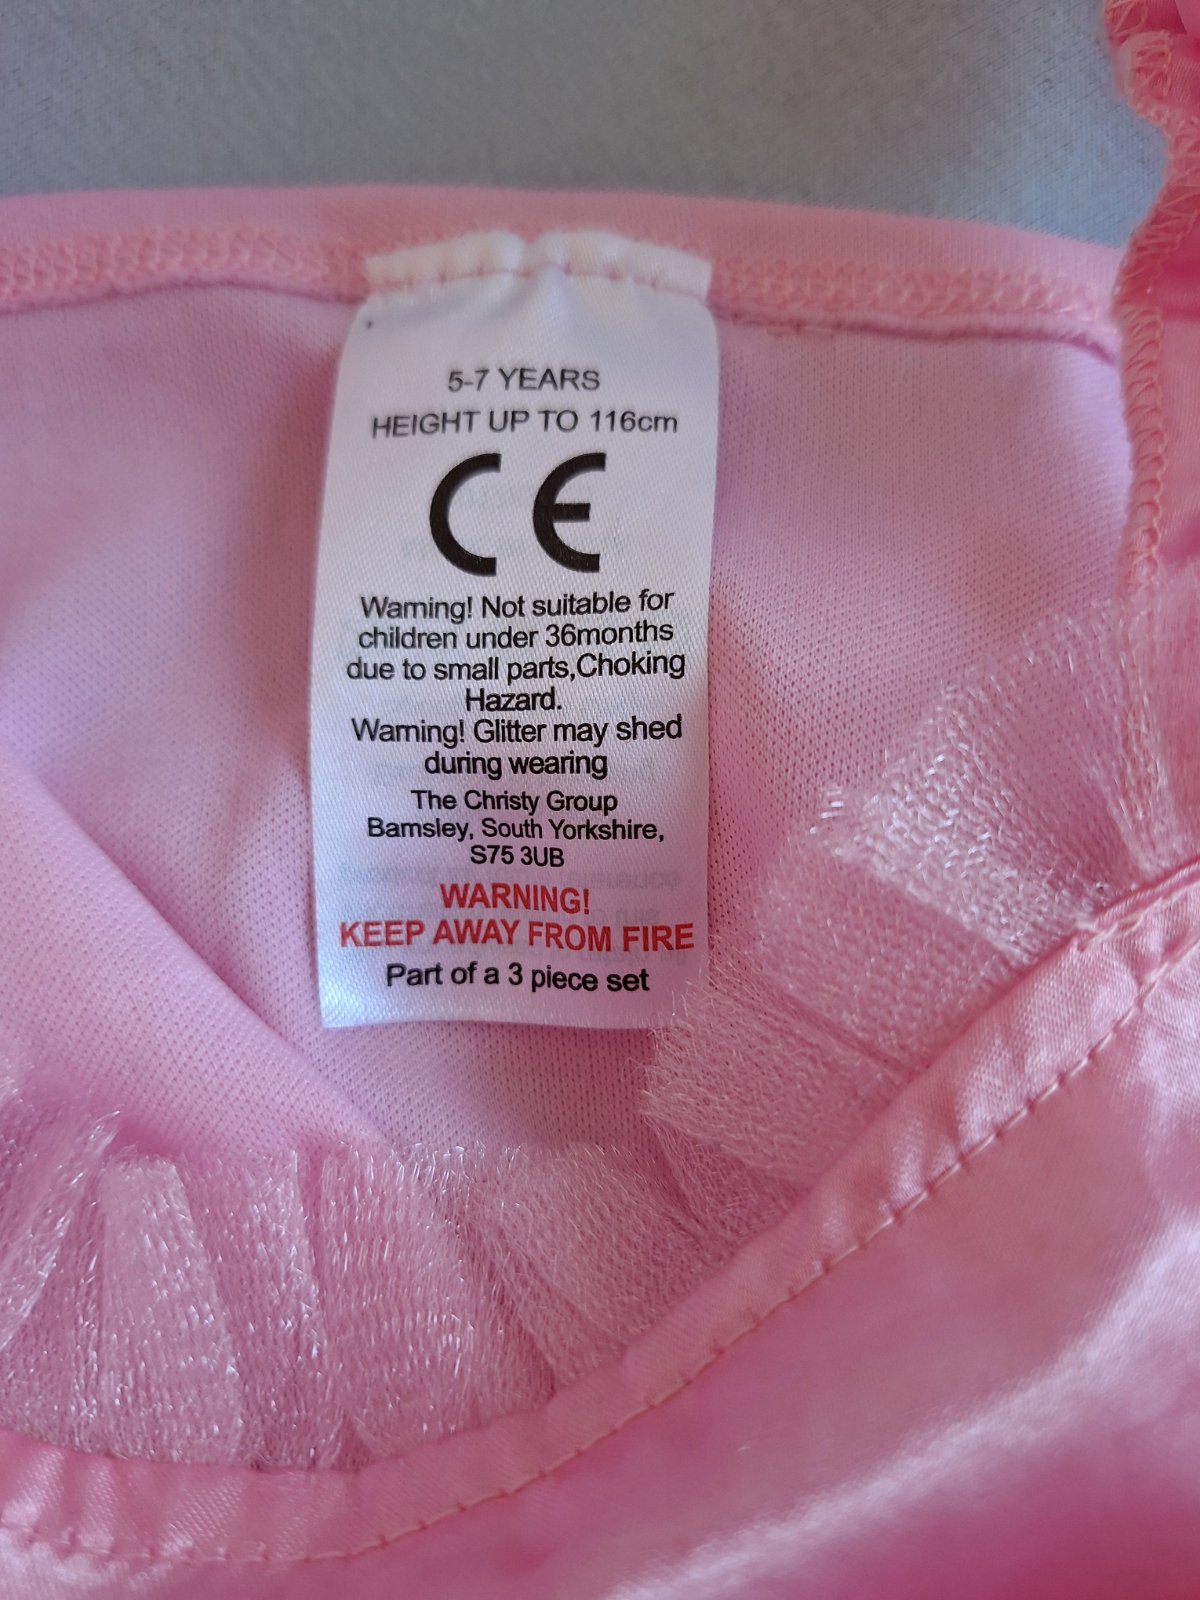 5-7 YEARS
HEIGHT UP TO 116cm
CE
Warning! Not suitable for
children under 36months
due to small parts,Choking
Hazard.
Warning! Glitter may shed
during wearing
The Christy Group
Barnsley, South Yorkshire,
S75 3UB
WARNING!
KEEP AWAY FROM FIRE
Part of a 3 piece set